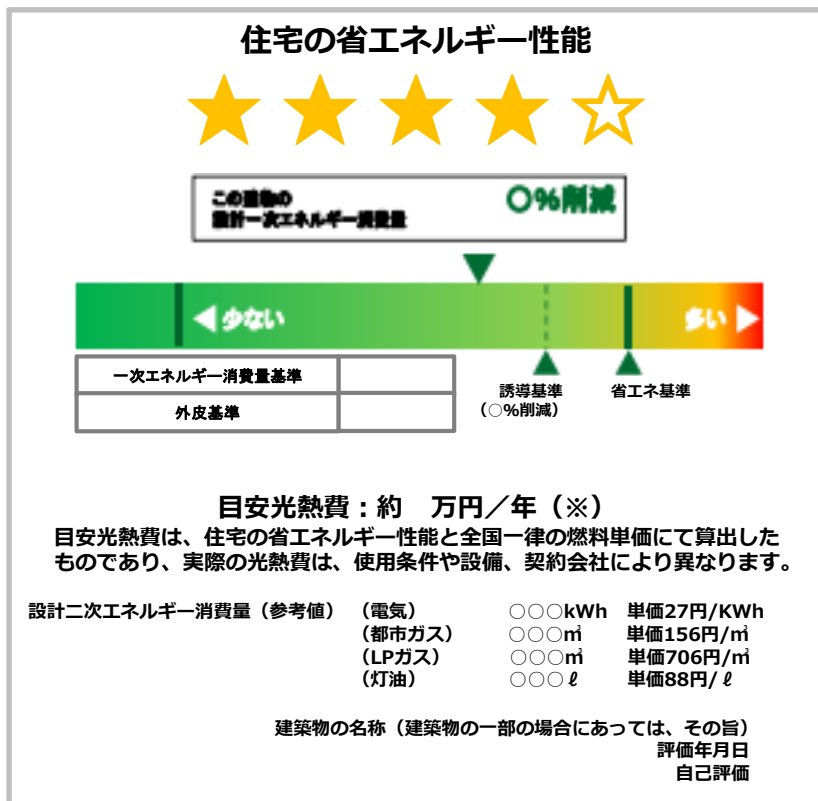 住宅の省エネルギー性能
この建物の
設計一次エネルギー消費量
〇%削減
少ない
多い
一次エネルギー消費量基準
外皮基準
誘導基準
(○%削減)
省エネ基準
目安光熱費：約　万円／年（※）
目安光熱費は、住宅の省エネルギー性能と全国一律の燃料単価にて算出した
ものであり、実際の光熱費は、使用条件や設備、契約会社により異なります。
設計二次エネルギー消費量（参考値）（電気） ○○○kWh 単価27円/KWh
（都市ガス） ○○○㎥ 単価156円/㎥
（LPガス） ○○○㎥ 単価706円/㎥
（灯油） ○○○ℓ 単価88円/ℓ
建築物の名称（建築物の一部の場合にあっては、その旨）
評価年月日
自己評価